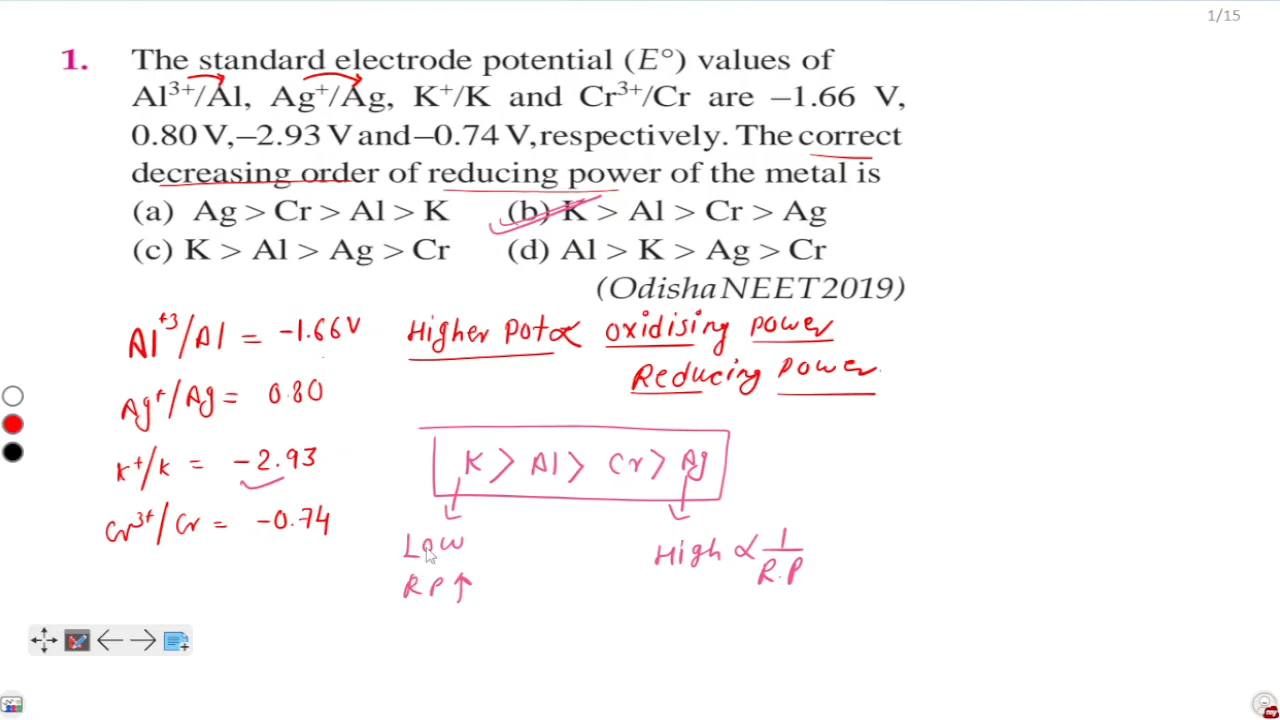 1/15
1. The standard electrode potential (E°) values of
Al³⁺/Al, Ag⁺/Ag, K⁺/K and Cr³⁺/Cr are −1.66 V,
0.80 V,−2.93 V and−0.74 V,respectively. The correct
decreasing order of reducing power of the metal is
(a) Ag > Cr > Al > K (b) K > Al > Cr > Ag
(c) K > Al > Ag > Cr (d) Al > K > Ag > Cr
(Odisha NEET 2019)
Al⁺³/Al = -1.66V Higher Pot ∝ oxidising power
Reducing power
Ag⁺/Ag = 0.80
K⁺/K = -2.93
K > Al > Cr > Ag
Cr³⁺/Cr = -0.74
Low High ∝ 1/R.P
R P ↑